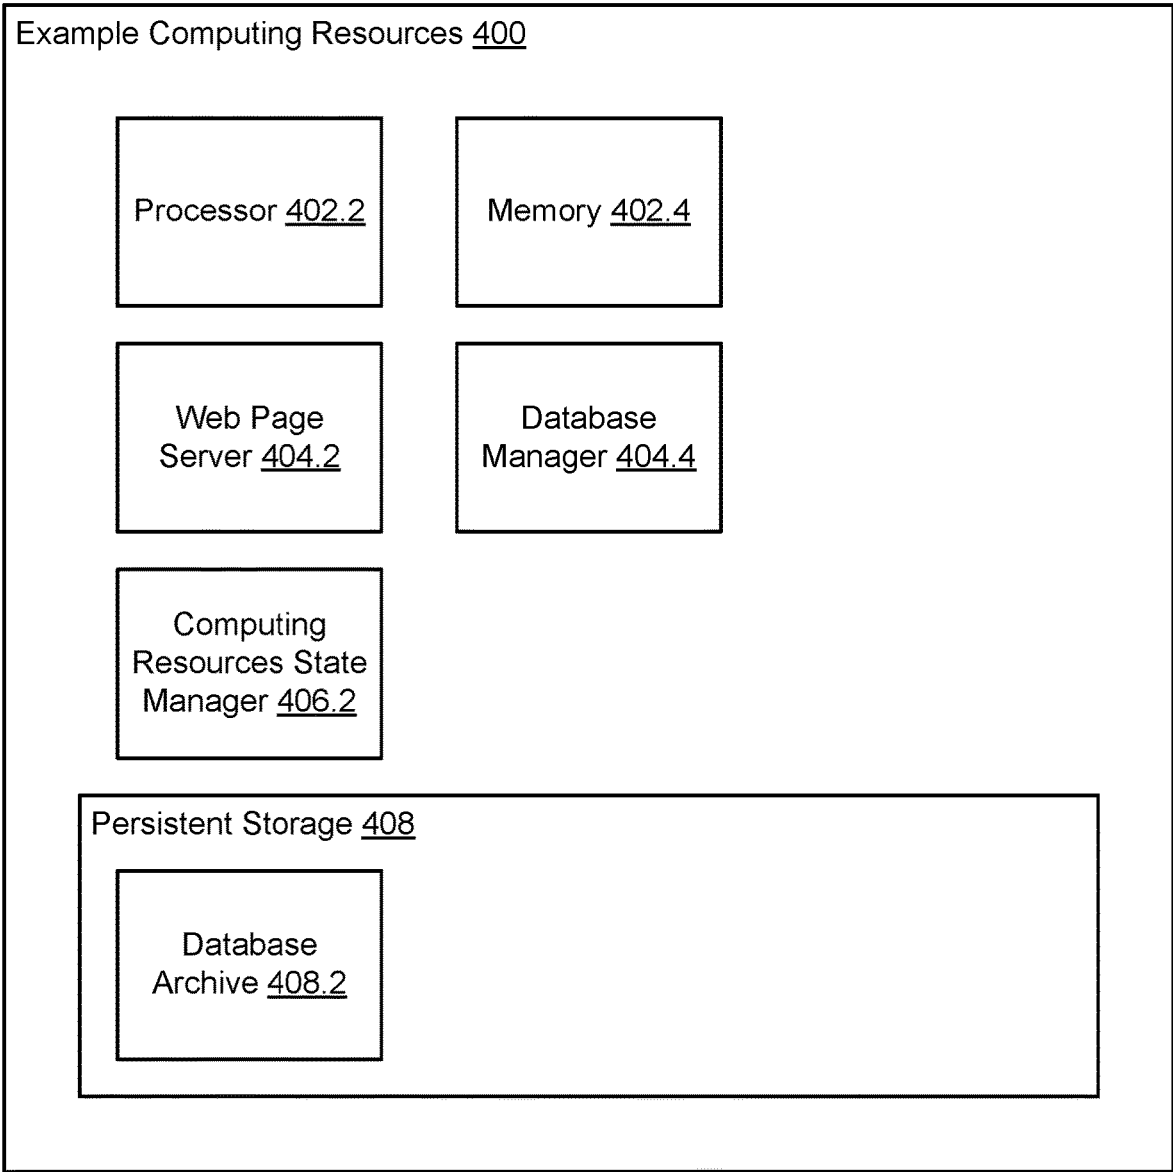 Example Computing Resources 400
Processor 402.2
Memory 402.4
Web Page
Server 404.2
Database
Manager 404.4
Computing
Resources State
Manager 406.2
Persistent Storage 408
Database
Archive 408.2